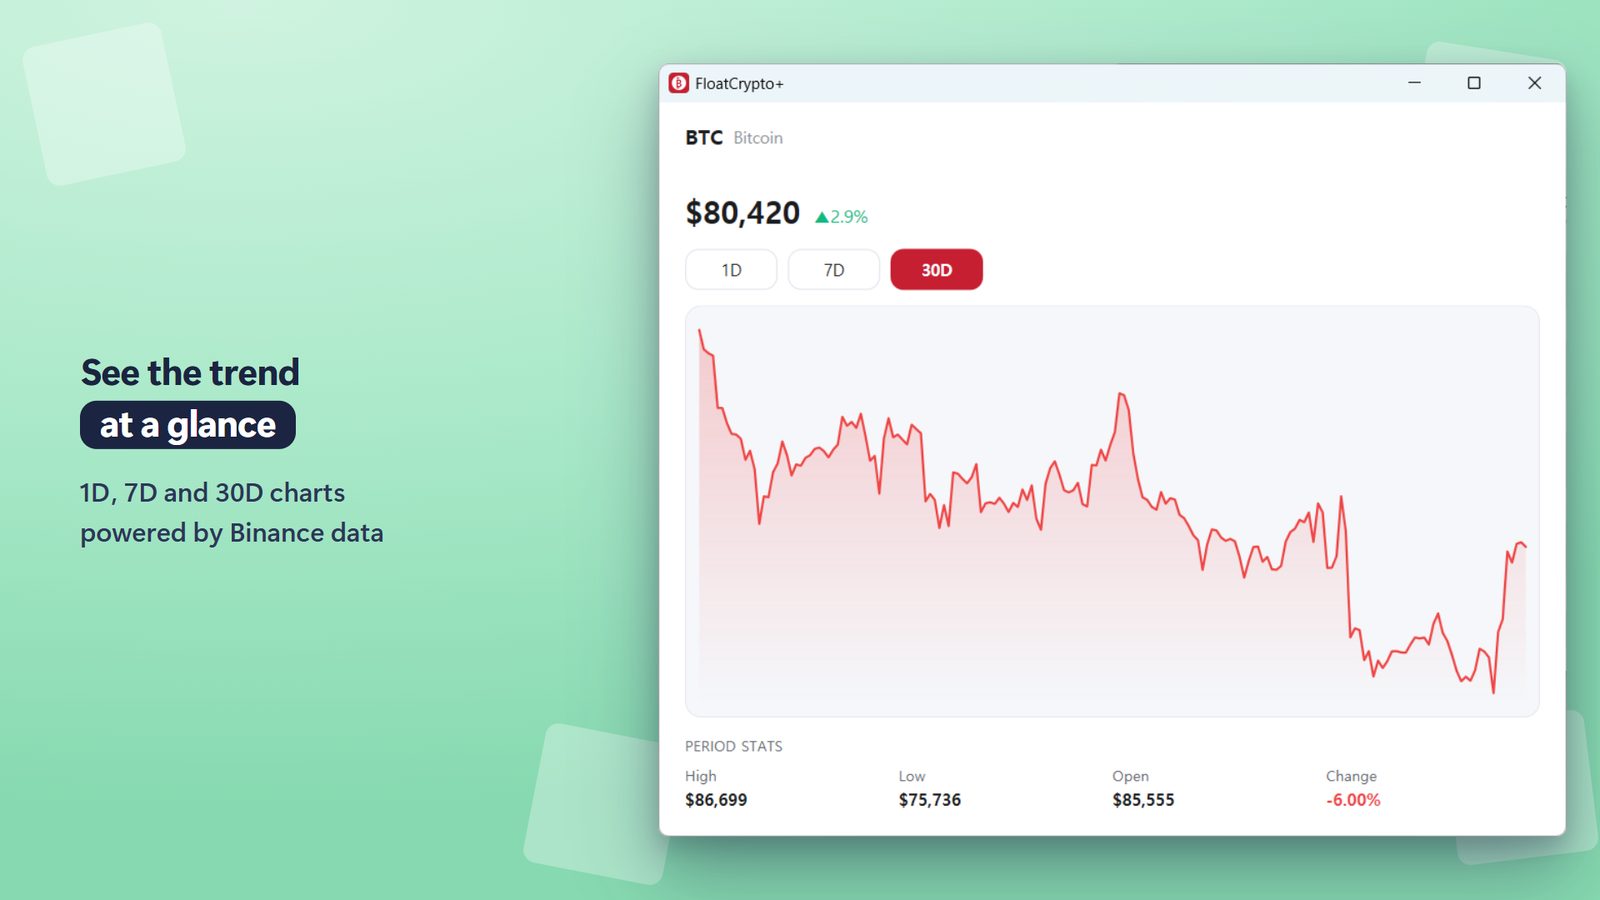 See the trend
at a glance
1D, 7D and 30D charts
powered by Binance data
FloatCrypto+
BTC Bitcoin
$80,420 ▲2.9%
1D 7D 30D
PERIOD STATS
High Low Open Change
$86,699 $75,736 $85,555 -6.00%